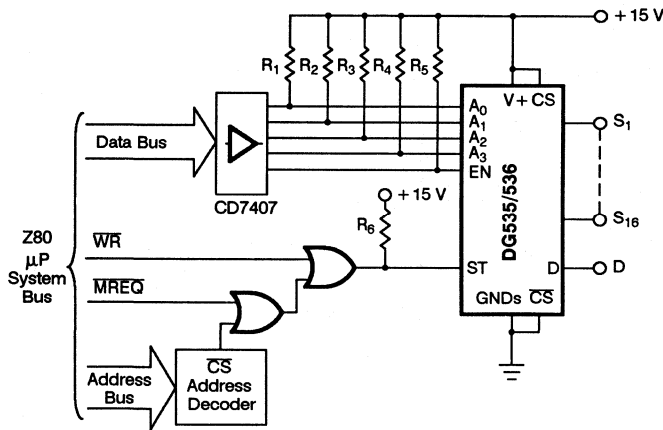 + 15 V
R1 R2 R3 R4 R5
V+ CS
A0
A1
A2
A3
EN
S1
Data Bus
CD7407
+ 15 V
R6
DG535/536
S16
Z80
μP
System
Bus
WR
MREQ
ST
D
D
GNDs CS
CS
Address
Decoder
Address
Bus